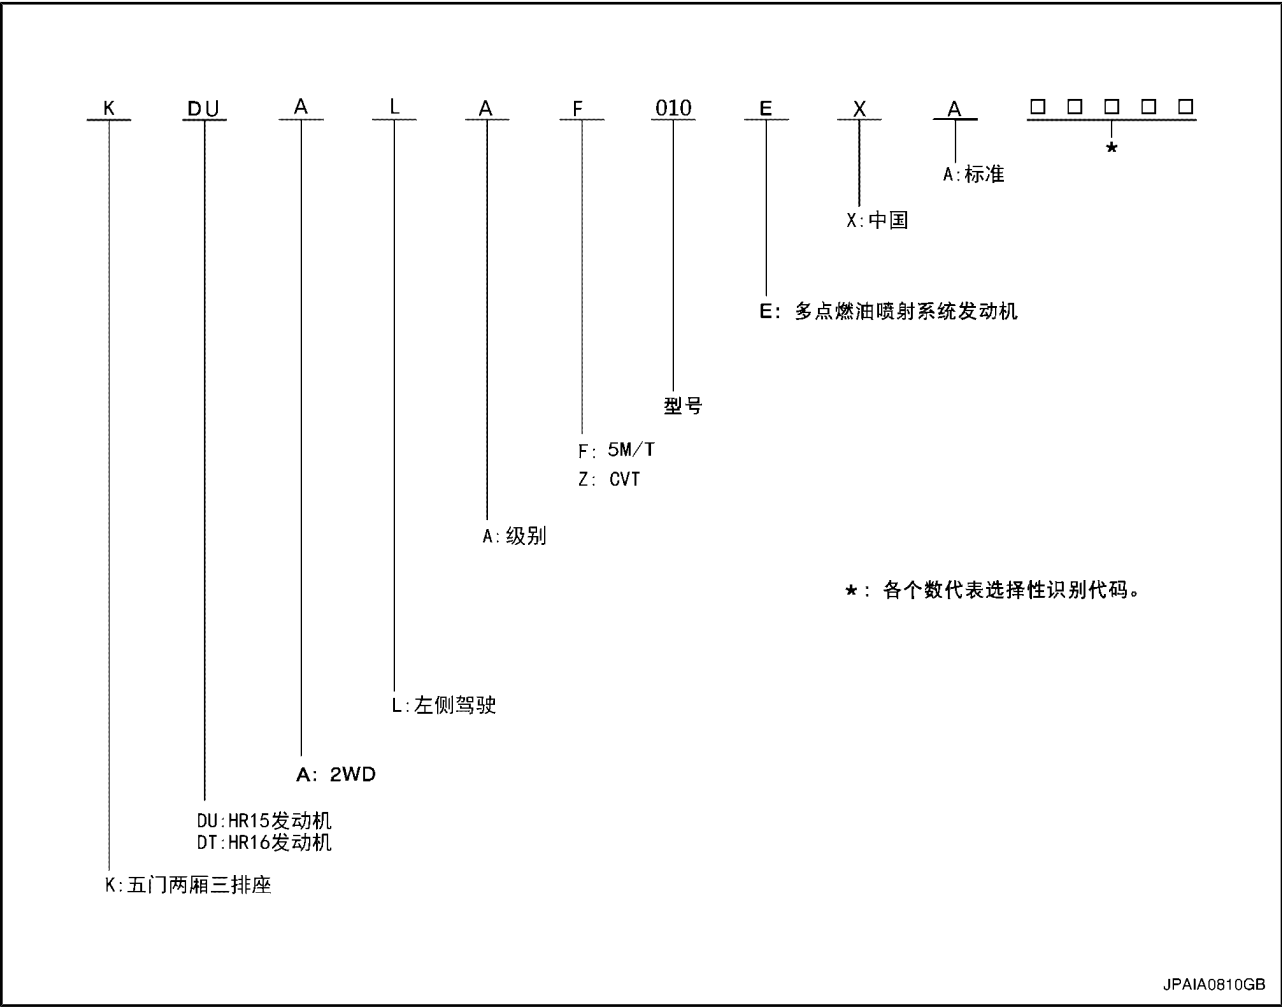 K DU A L A F 010 E X A □ □ □ □ □
★
A:标准
X:中国
E: 多点燃油喷射系统发动机
型号
F: 5M/T
Z: CVT
A:级别
★: 各个数代表选择性识别代码。
L:左侧驾驶
A: 2WD
DU:HR15发动机
DT:HR16发动机
K:五门两厢三排座
JPAIA0810GB